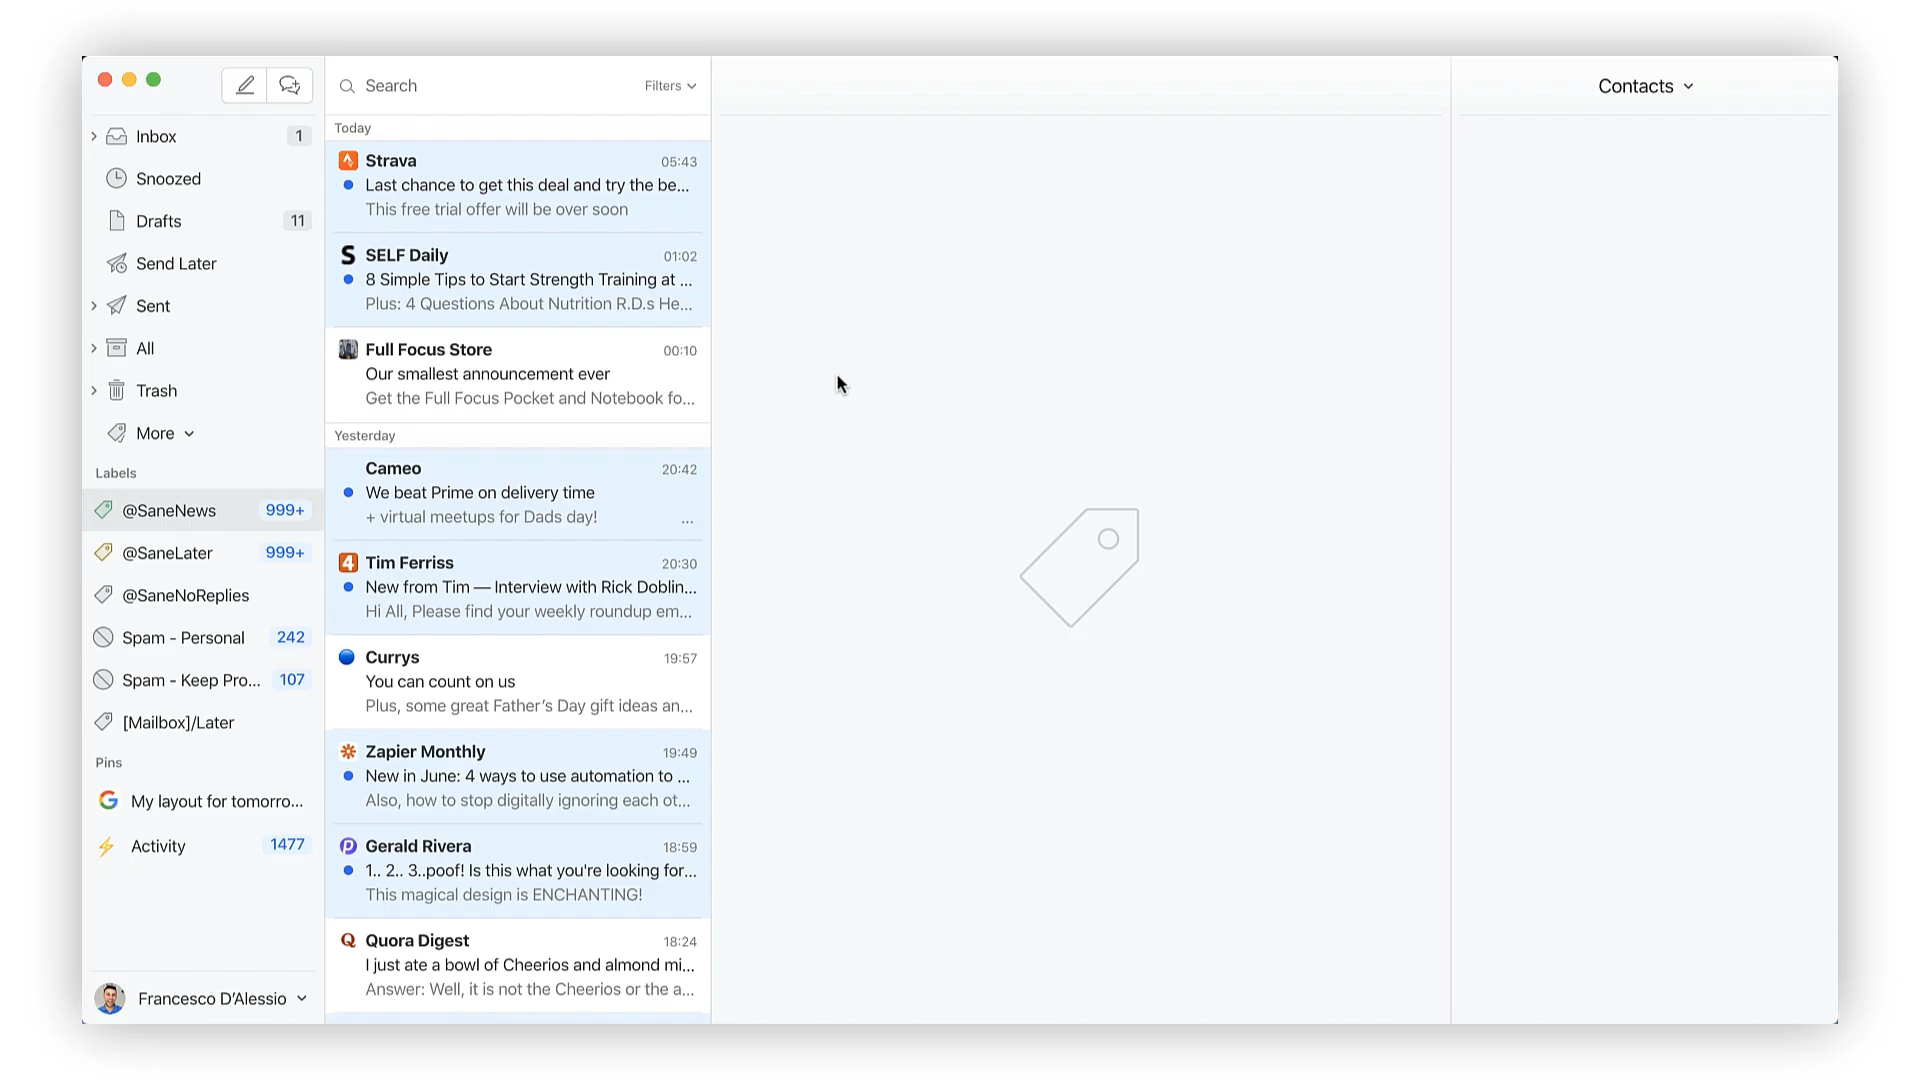 Search
Filters
Contacts
Inbox
1
Snoozed
Drafts
11
Send Later
Sent
All
Trash
More
Labels
@SaneNews
999+
@SaneLater
999+
@SaneNoReplies
Spam - Personal
242
Spam - Keep Pro...
107
[Mailbox]/Later
Pins
My layout for tomorro...
Activity
1477
Francesco D'Alessio
Today
Strava
05:43
Last chance to get this deal and try the be...
This free trial offer will be over soon
SELF Daily
01:02
8 Simple Tips to Start Strength Training at ...
Plus: 4 Questions About Nutrition R.D.s He...
Full Focus Store
00:10
Our smallest announcement ever
Get the Full Focus Pocket and Notebook fo...
Yesterday
Cameo
20:42
We beat Prime on delivery time
+ virtual meetups for Dads day! ...
Tim Ferriss
20:30
New from Tim — Interview with Rick Doblin...
Hi All, Please find your weekly roundup em...
Currys
19:57
You can count on us
Plus, some great Father's Day gift ideas an...
Zapier Monthly
19:49
New in June: 4 ways to use automation to ...
Also, how to stop digitally ignoring each ot...
Gerald Rivera
18:59
1.. 2.. 3..poof! Is this what you're looking for...
This magical design is ENCHANTING!
Quora Digest
18:24
I just ate a bowl of Cheerios and almond mi...
Answer: Well, it is not the Cheerios or the a...